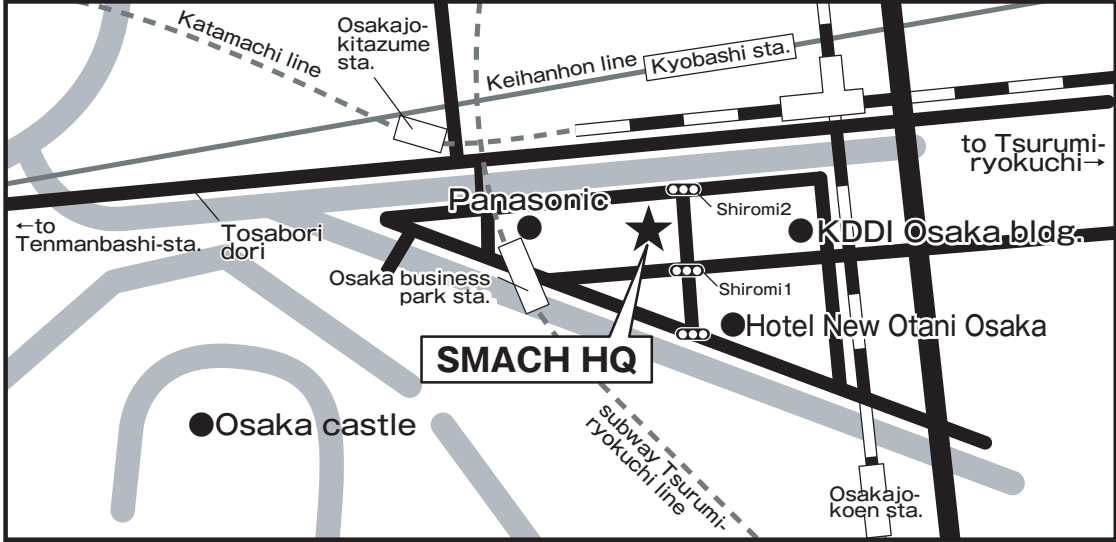 Katamachi line
Osakajo-
kitazume
sta.
Keihanhon line
Kyobashi sta.
to Tsurumi-
ryokuchi→
←to
Tenmanbashi-sta.
Tosabori
dori
Panasonic
Shiromi2
KDDI Osaka bldg.
Osaka business
park sta.
Shiromi1
Hotel New Otani Osaka
SMACH HQ
Osaka castle
subway Tsurumi-
ryokuchi line
Osakajo-
koen sta.